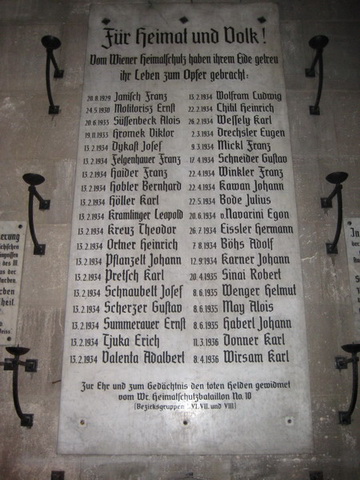 Für Heimat und Volk!
Vom Wiener Heimatschutz haben ihrem Eide getreu
ihr Leben zum Opfer gebracht:
20.8.1929 Janisch Franz
24.5.1930 Molitorisz Ernst
20.6.1933 Süssenbeck Alois
19.11.1933 Gromek Viktor
13.2.1934 Dykast Josef
13.2.1934 Felgenhauer Franz
13.2.1934 Haider Franz
13.2.1934 Hobler Bernhard
13.2.1934 Höller Karl
13.2.1934 Kramlinger Leopold
13.2.1934 Kreuz Theodor
13.2.1934 Ortner Heinrich
13.2.1934 Pflanzelt Johann
13.2.1934 Pretsch Karl
13.2.1934 Schnaubelt Josef
13.2.1934 Scherzer Gustav
13.2.1934 Summerauer Ernst
13.2.1934 Tjuka Erich
13.2.1934 Valenta Adalbert
13.2.1934 Wolfram Ludwig
22.2.1934 Chitil Heinrich
26.2.1934 Wessely Karl
2.3.1934 Drechsler Eugen
9.3.1934 Mickl Franz
17.4.1934 Schneider Gustav
22.4.1934 Winkler Franz
22.4.1934 Kawan Johann
22.5.1934 Bode Julius
20.6.1934 v. Navarini Egon
26.7.1934 Eissler Hermann
7.8.1934 Böhs Adolf
12.9.1934 Karner Johann
20.4.1935 Sinai Robert
8.6.1935 Wenger Helmut
8.6.1935 May Alois
8.6.1935 Haberl Johann
11.3.1936 Donner Karl
8.4.1936 Wirsam Karl
Zur Ehr und zum Gedächtnis den toten Helden gewidmet
vom Wr. Heimatschutzbataillon No. 10
(Bezirksgruppen VI, VII. und VIII)